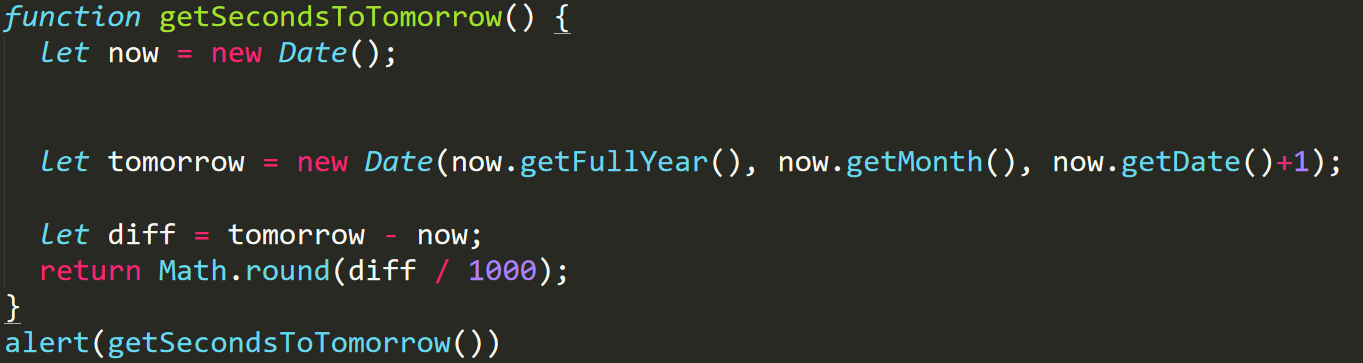 function getSecondsToTomorrow() {
  let now = new Date();
  let tomorrow = new Date(now.getFullYear(), now.getMonth(), now.getDate()+1);
  let diff = tomorrow - now;
  return Math.round(diff / 1000);
}
alert(getSecondsToTomorrow())